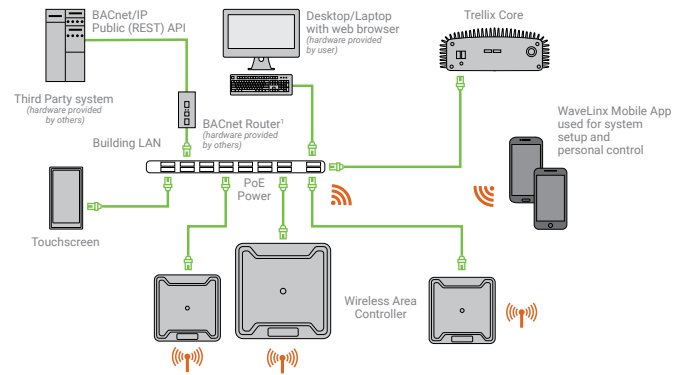 BACnet/IP
Public (REST) API
Desktop/Laptop
with web browser
(hardware provided
by user)
Trellix Core
Third Party system
(hardware provided
by others)
BACnet Router¹
(hardware provided
by others)
Building LAN
WaveLinx Mobile App
used for system
setup and
personal control
PoE
Power
Touchscreen
Wireless Area
Controller